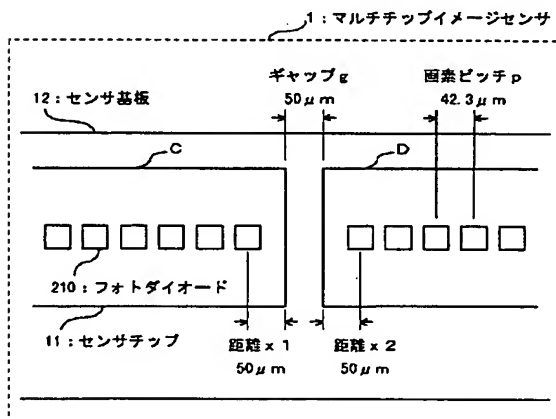 1：マルチチップイメージセンサ
ギャップg
50μm
画素ピッチp
42.3μm
12：センサ基板
C
D
210：フォトダイオード
11：センサチップ
距離x1
50μm
距離x2
50μm